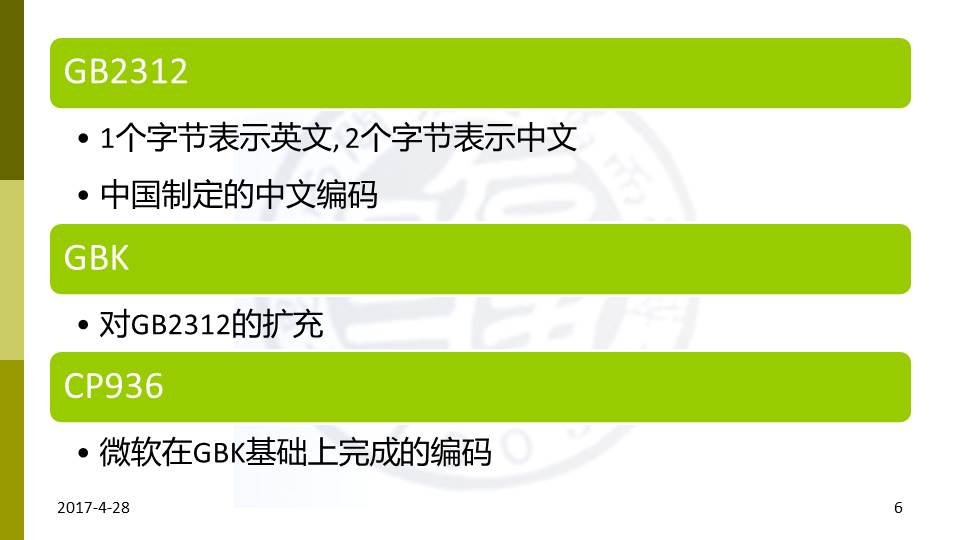 GB2312
• 1个字节表示英文, 2个字节表示中文
• 中国制定的中文编码
GBK
• 对GB2312的扩充
CP936
• 微软在GBK基础上完成的编码
2017-4-28
6